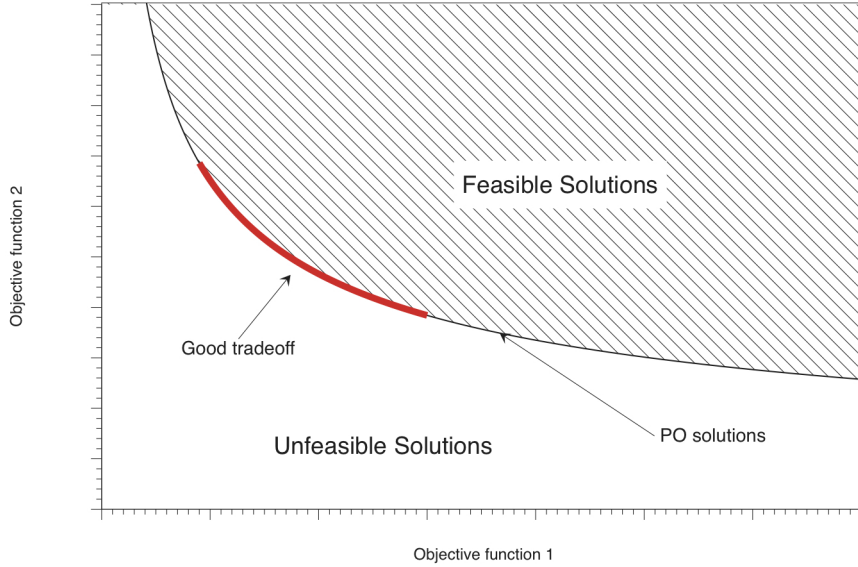 Objective function 2
Feasible Solutions
Good tradeoff
PO solutions
Unfeasible Solutions
Objective function 1